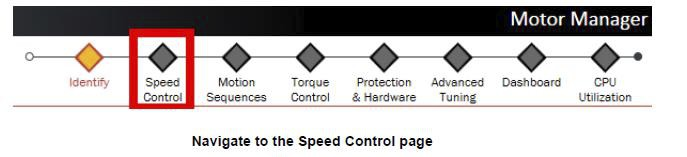 Motor Manager
Identify
Speed
Control
Motion
Sequences
Torque
Control
Protection
& Hardware
Advanced
Tuning
Dashboard
CPU
Utilization
Navigate to the Speed Control page